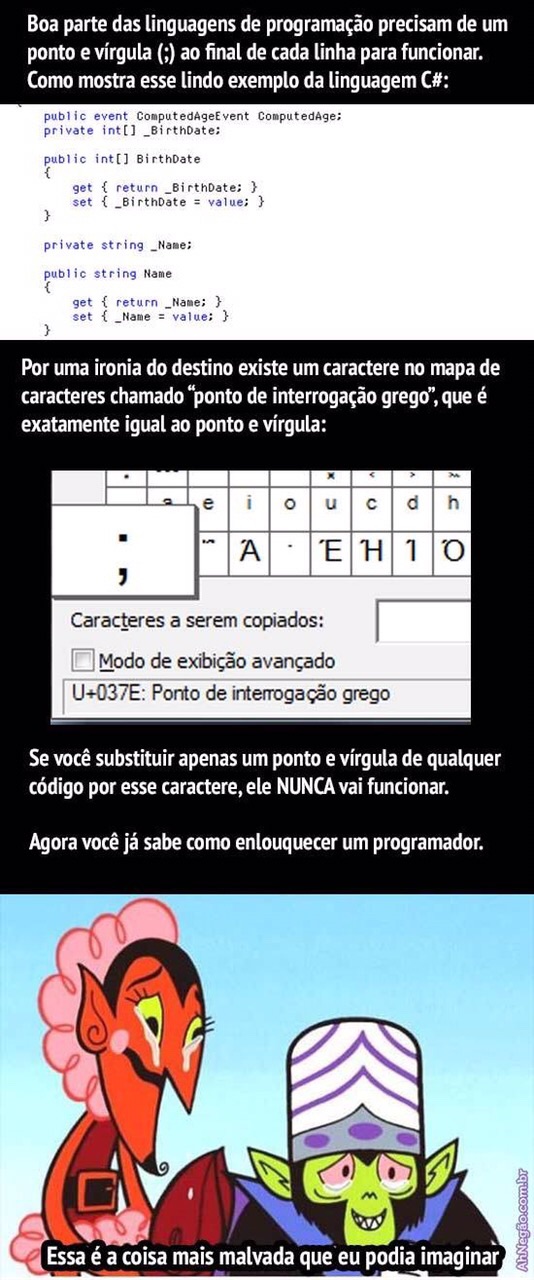 Boa parte das linguagens de programação precisam de um
ponto e vírgula (;) ao final de cada linha para funcionar.
Como mostra esse lindo exemplo da linguagem C#:
public event ComputedAgeEvent ComputedAge;
private int[] _BirthDate;
public int[] BirthDate
{
get { return _BirthDate; }
set { _BirthDate = value; }
}
private string _Name;
public string Name
{
get { return _Name; }
set { _Name = value; }
}
Por uma ironia do destino existe um caractere no mapa de
caracteres chamado “ponto de interrogação grego”, que é
exatamente igual ao ponto e vírgula:
e i o u c d h
;
Ά · Έ Ή Ί Ό
Caracteres a serem copiados:
Modo de exibição avançado
U+037E: Ponto de interrogação grego
Se você substituir apenas um ponto e vírgula de qualquer
código por esse caractere, ele NUNCA vai funcionar.
Agora você já sabe como enlouquecer um programador.
Essa é a coisa mais malvada que eu podia imaginar
AhNegão.com.br